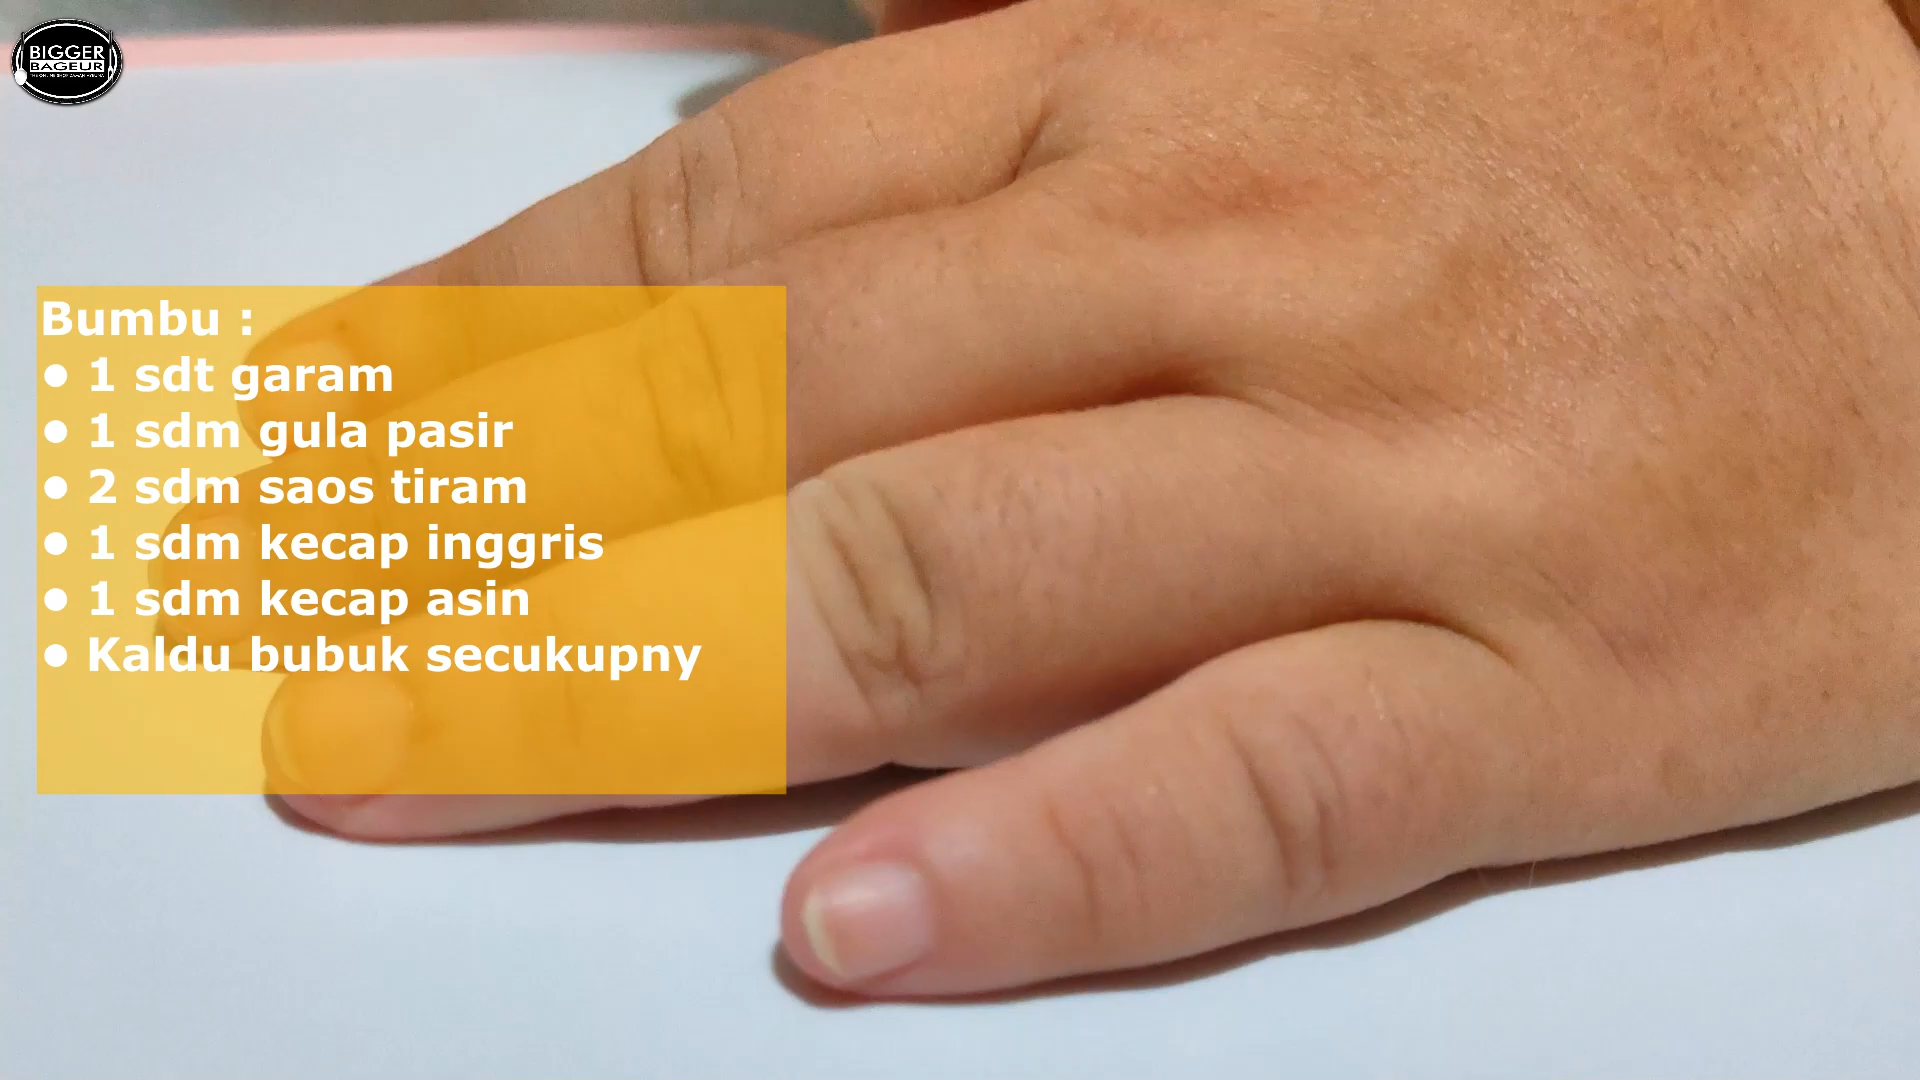 BIGGER
BAGEUR
Bumbu :
• 1 sdt garam
• 1 sdm gula pasir
• 2 sdm saos tiram
• 1 sdm kecap inggris
• 1 sdm kecap asin
• Kaldu bubuk secukupny